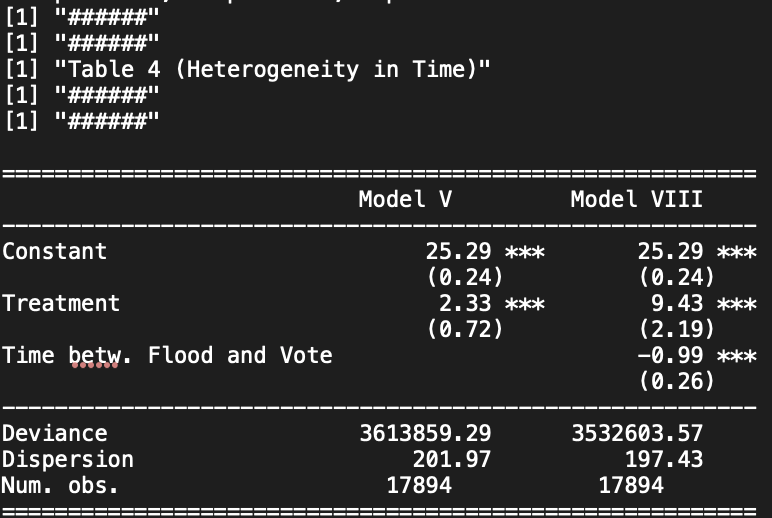 [1] "######"
[1] "######"
[1] "Table 4 (Heterogeneity in Time)"
[1] "######"
[1] "######"
=========================================================
Model V Model VIII
---------------------------------------------------------
Constant 25.29 *** 25.29 ***
(0.24) (0.24)
Treatment 2.33 *** 9.43 ***
(0.72) (2.19)
Time betw. Flood and Vote -0.99 ***
(0.26)
---------------------------------------------------------
Deviance 3613859.29 3532603.57
Dispersion 201.97 197.43
Num. obs. 17894 17894
=========================================================